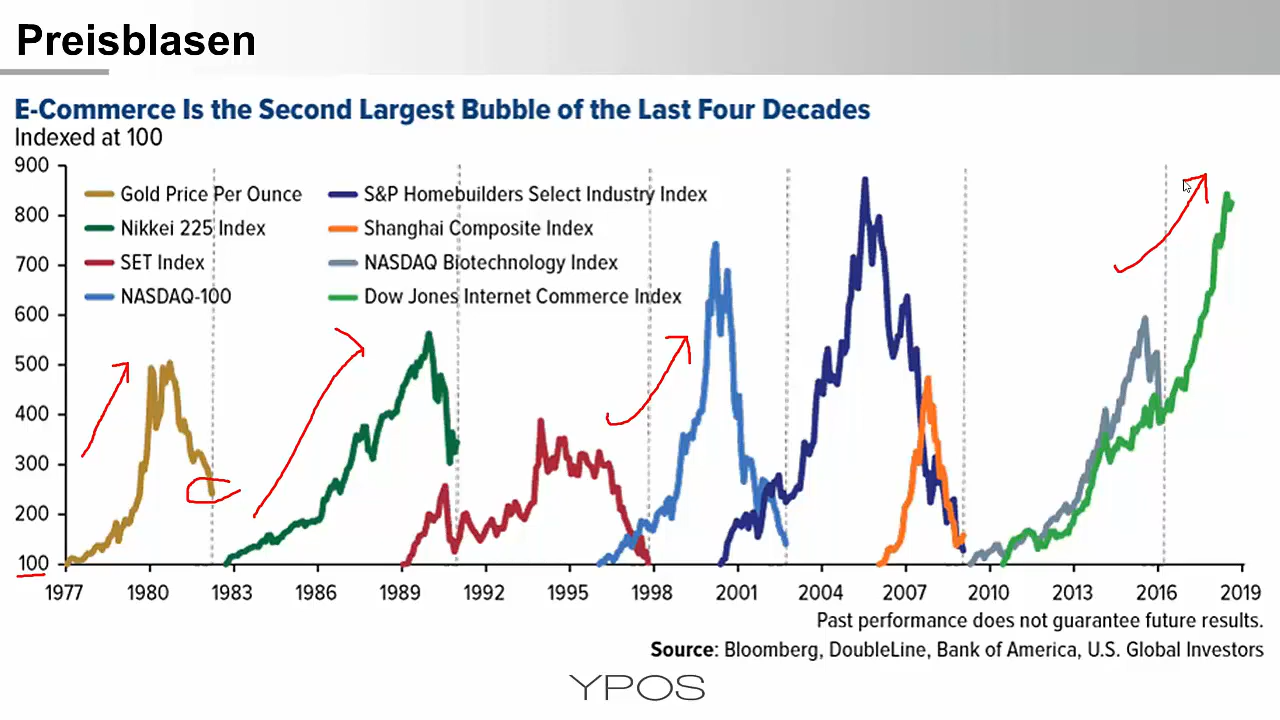 Preisblasen
E-Commerce Is the Second Largest Bubble of the Last Four Decades
Indexed at 100
900
800
700
600
500
400
300
200
100
Gold Price Per Ounce
Nikkei 225 Index
SET Index
NASDAQ-100
S&P Homebuilders Select Industry Index
Shanghai Composite Index
NASDAQ Biotechnology Index
Dow Jones Internet Commerce Index
1977 1980 1983 1986 1989 1992 1995 1998 2001 2004 2007 2010 2013 2016 2019
Past performance does not guarantee future results.
Source: Bloomberg, DoubleLine, Bank of America, U.S. Global Investors
YPOS